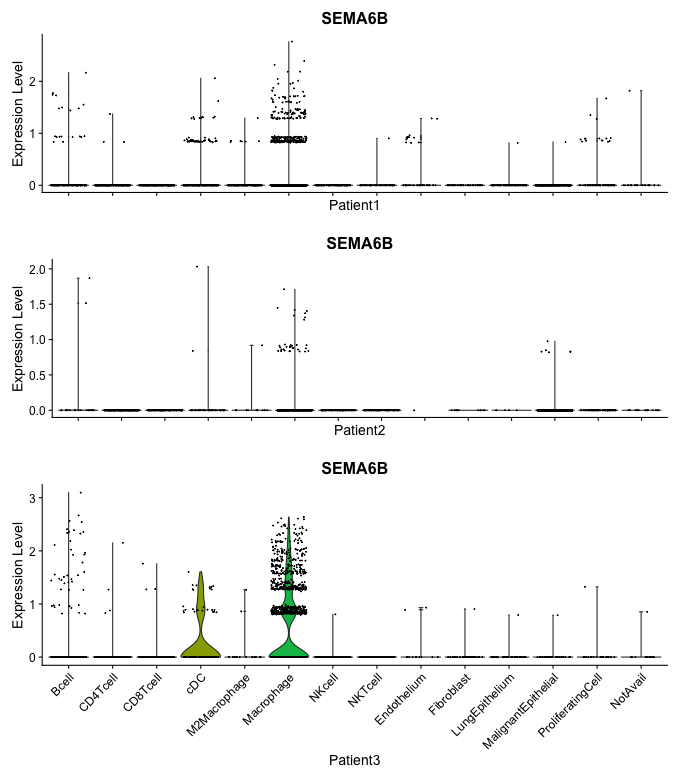 SEMA6B
Expression Level
2
1
0
Patient1
SEMA6B
Expression Level
2.0
1.5
1.0
0.5
0.0
Patient2
SEMA6B
Expression Level
3
2
1
0
Bcell
CD4Tcell
CD8Tcell
cDC
M2Macrophage
Macrophage
NKcell
NKTcell
Endothelium
Fibroblast
LungEpithelium
MalignantEpithelial
ProliferatingCell
NotAvail
Patient3